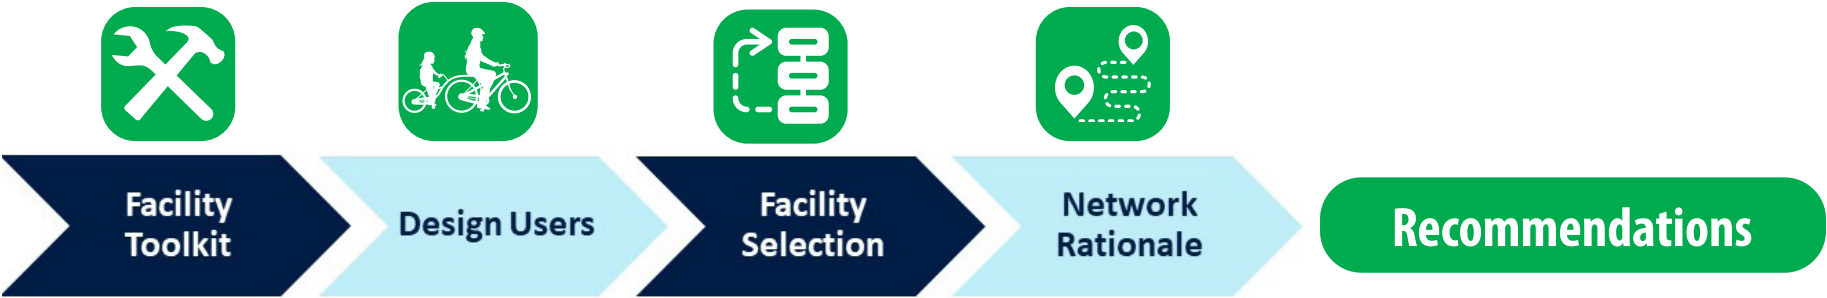 Facility
Toolkit
Design Users
Facility
Selection
Network
Rationale
Recommendations